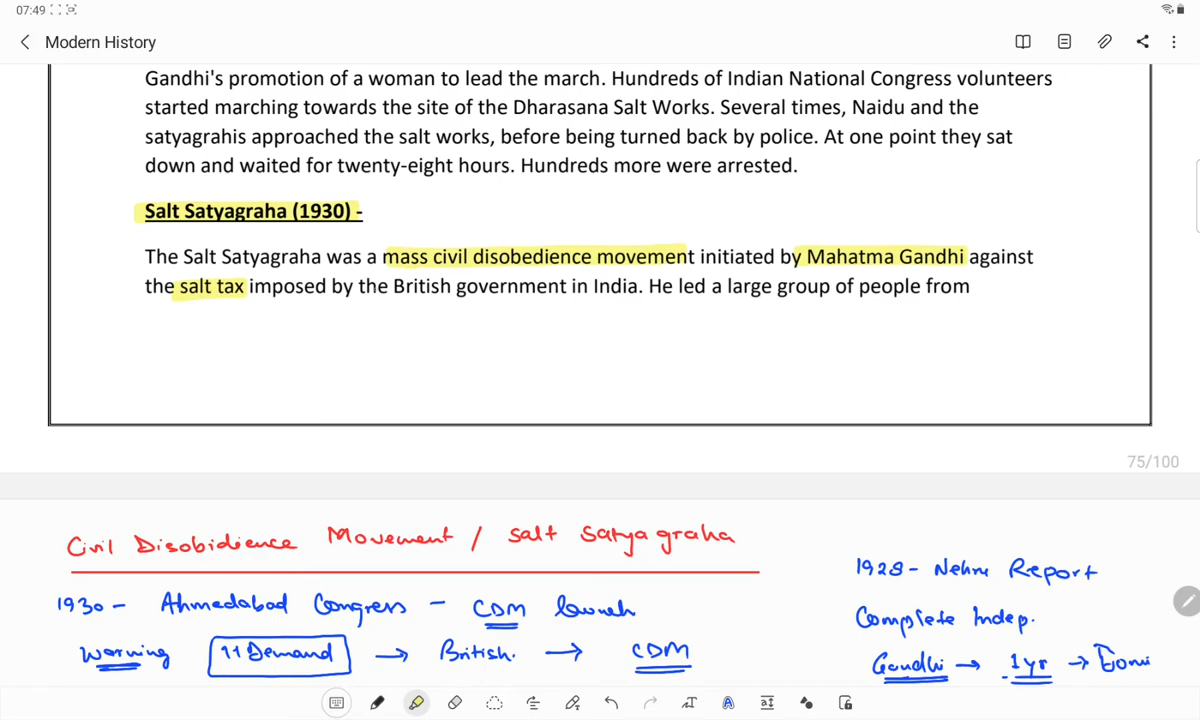 07:49
Modern History
Gandhi's promotion of a woman to lead the march. Hundreds of Indian National Congress volunteers
started marching towards the site of the Dharasana Salt Works. Several times, Naidu and the
satyagrahis approached the salt works, before being turned back by police. At one point they sat
down and waited for twenty-eight hours. Hundreds more were arrested.
Salt Satyagraha (1930) -
The Salt Satyagraha was a mass civil disobedience movement initiated by Mahatma Gandhi against
the salt tax imposed by the British government in India. He led a large group of people from
75/100
Civil Disobidience Movement / Salt Satyagraha
1930 - Ahmedabad Congress - CDM launch
Warning 11 Demand → British. → CDM
1928 - Nehru Report
Complete Indep.
Gandhi → 1yr →